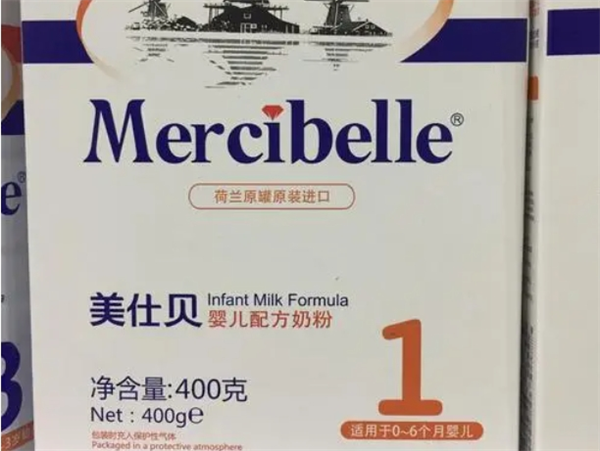 Mercibelle®
荷兰原罐原装进口
美仕贝
Infant Milk Formula
婴儿配方奶粉
1
净含量:400克
Net : 400g℮
适用于0~6个月婴儿
包装时充入保护性气体
Packaged in a protective atmosphere
e®
3